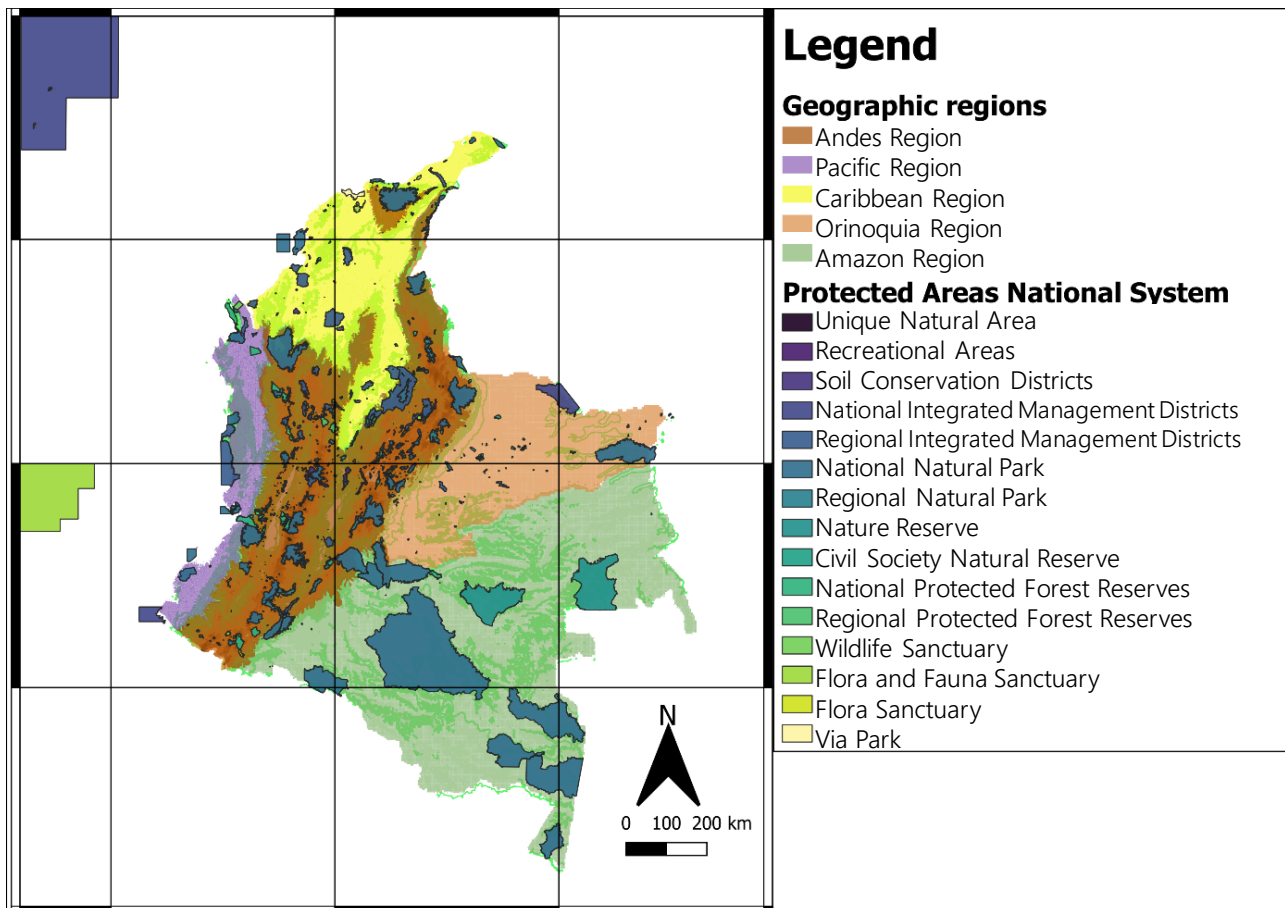 Legend
Geographic regions
Andes Region
Pacific Region
Caribbean Region
Orinoquia Region
Amazon Region
Protected Areas National System
Unique Natural Area
Recreational Areas
Soil Conservation Districts
National Integrated Management Districts
Regional Integrated Management Districts
National Natural Park
Regional Natural Park
Nature Reserve
Civil Society Natural Reserve
National Protected Forest Reserves
Regional Protected Forest Reserves
Wildlife Sanctuary
Flora and Fauna Sanctuary
Flora Sanctuary
Via Park
N
0 100 200 km